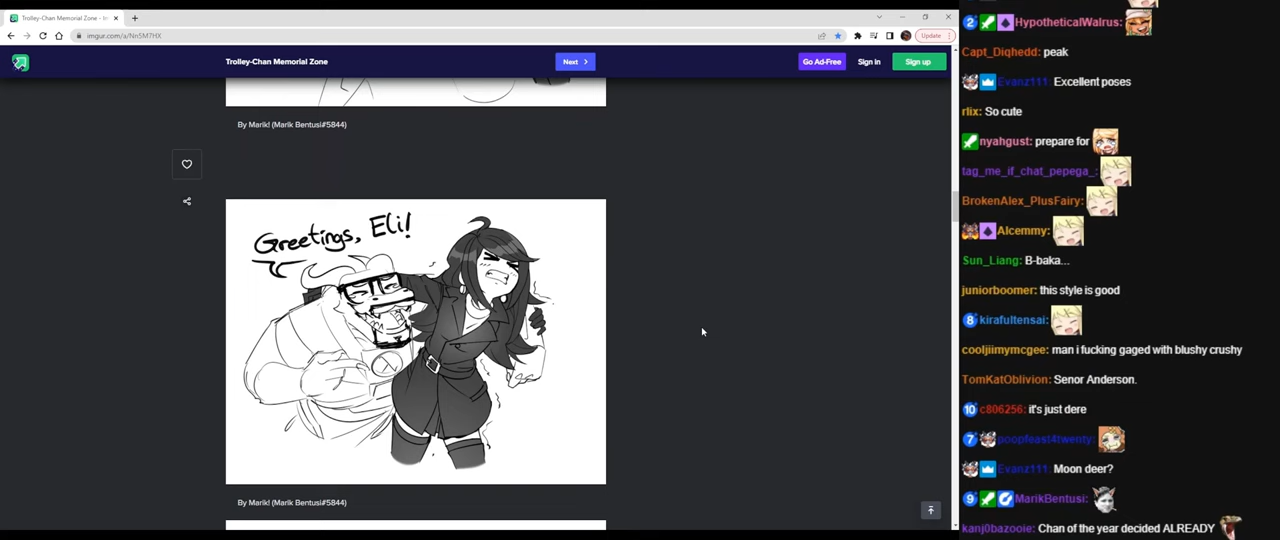 Trolley-Chan Memorial Zone - Im
imgur.com/a/Nn5M7HX
Update
Trolley-Chan Memorial Zone
Next
Go Ad-Free
Sign in
Sign up
By Marik! (Marik Bentusi#5844)
Greetings, Eli!
By Marik! (Marik Bentusi#5844)
2 HypotheticalWalrus:
Capt_Diqhedd: peak
Evanz111: Excellent poses
rlix: So cute
nyahgust: prepare for
tag_me_if_chat_pepega_:
BrokenAlex_PlusFairy:
Alcemmy:
Sun_Liang: B-baka...
juniorboomer: this style is good
8 kirafultensai:
cooljiimymcgee: man i fucking gaged with blushy crushy
TomKatOblivion: Senor Anderson.
10 c806256: it's just dere
7 poopfeast4twenty:
Evanz111: Moon deer?
9 MarikBentusi:
kanj0bazooie: Chan of the year decided ALREADY